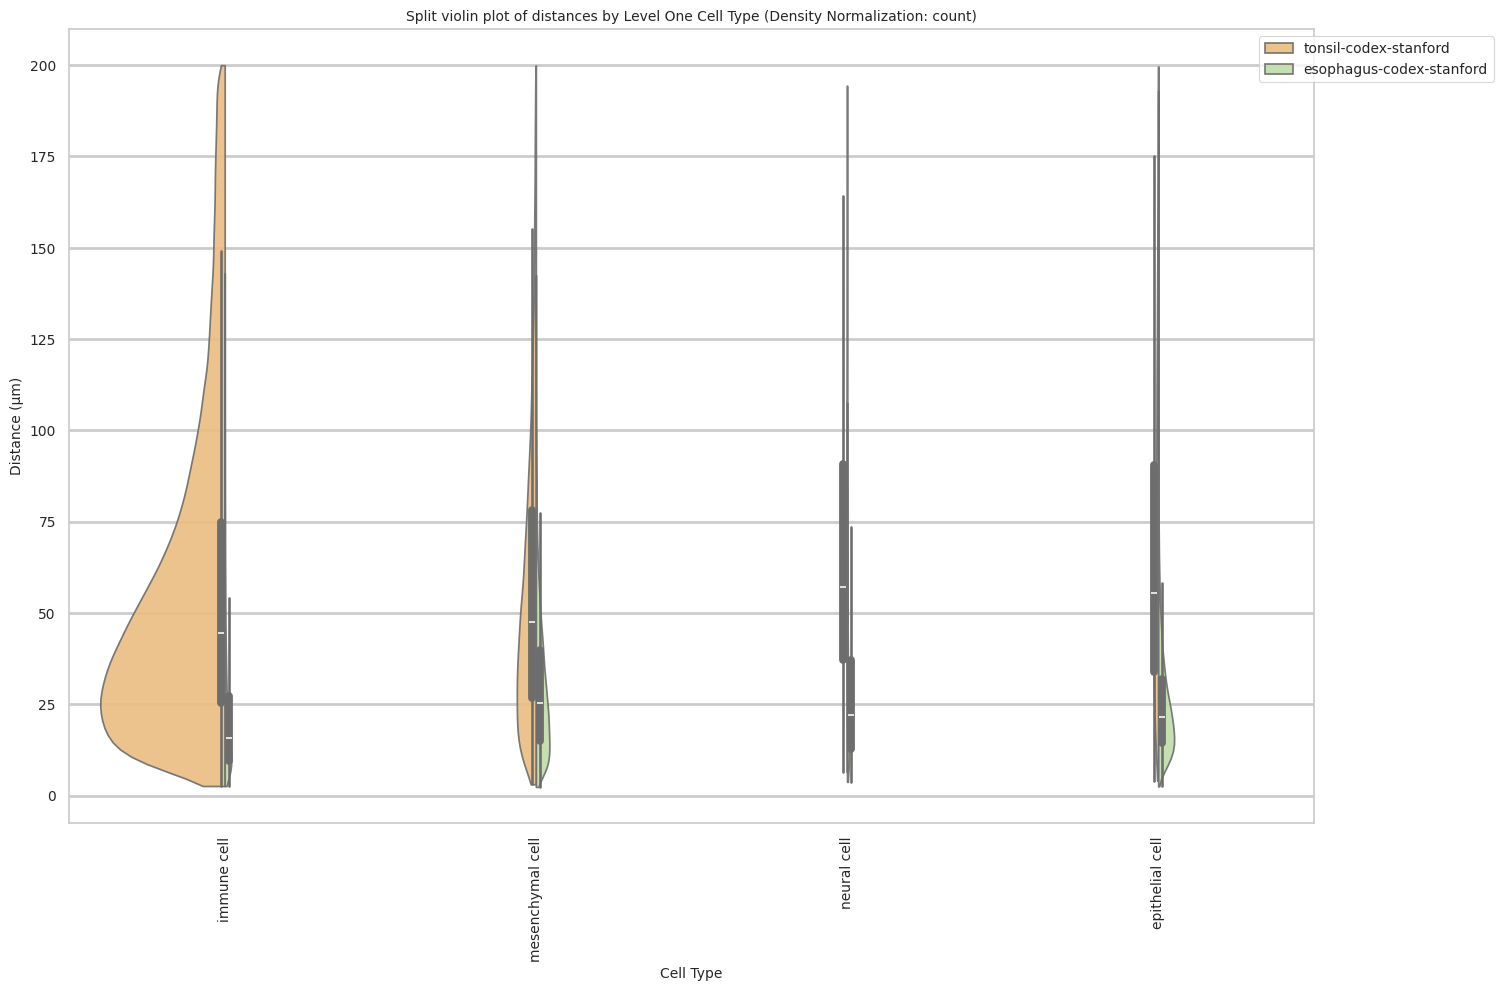 Split violin plot of distances by Level One Cell Type (Density Normalization: count)
tonsil-codex-stanford
esophagus-codex-stanford
200
175
150
125
100
75
50
25
0
Distance (µm)
immune cell
mesenchymal cell
neural cell
epithelial cell
Cell Type